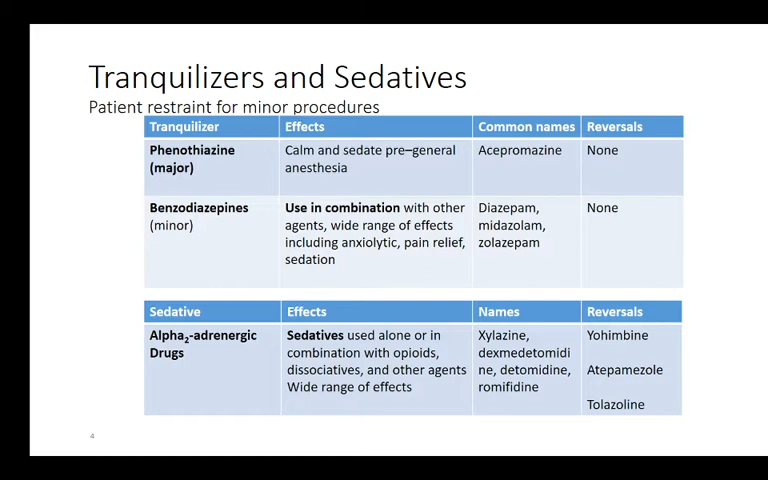 Tranquilizers and Sedatives
Patient restraint for minor procedures
Tranquilizer Effects Common names Reversals
Phenothiazine Calm and sedate pre–general Acepromazine None
(major) anesthesia
Benzodiazepines Use in combination with other Diazepam, None
(minor) agents, wide range of effects midazolam,
including anxiolytic, pain relief, zolazepam
sedation
Sedative Effects Names Reversals
Alpha2-adrenergic Sedatives used alone or in Xylazine, Yohimbine
Drugs combination with opioids, dexmedetomidi
dissociatives, and other agents ne, detomidine, Atepamezole
Wide range of effects romifidine
Tolazoline
4